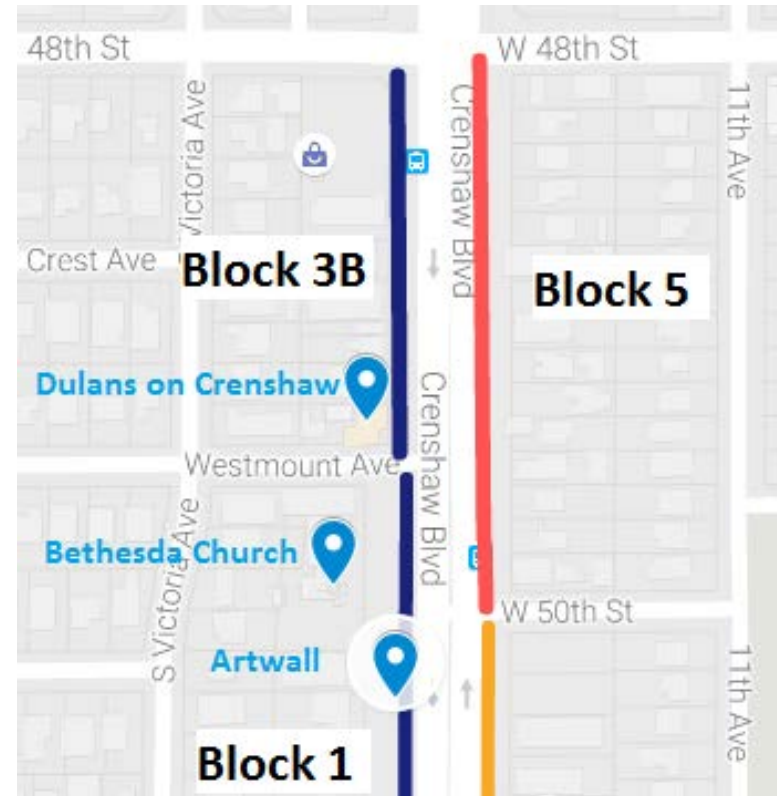 48th St
W 48th St
S Victoria Ave
Crenshaw Blvd
11th Ave
Crest Ave
Block 3B
Block 5
Dulans on Crenshaw
Crenshaw Blvd
Westmount Ave
Bethesda Church
S Victoria Ave
W 50th St
Artwall
11th Ave
Block 1